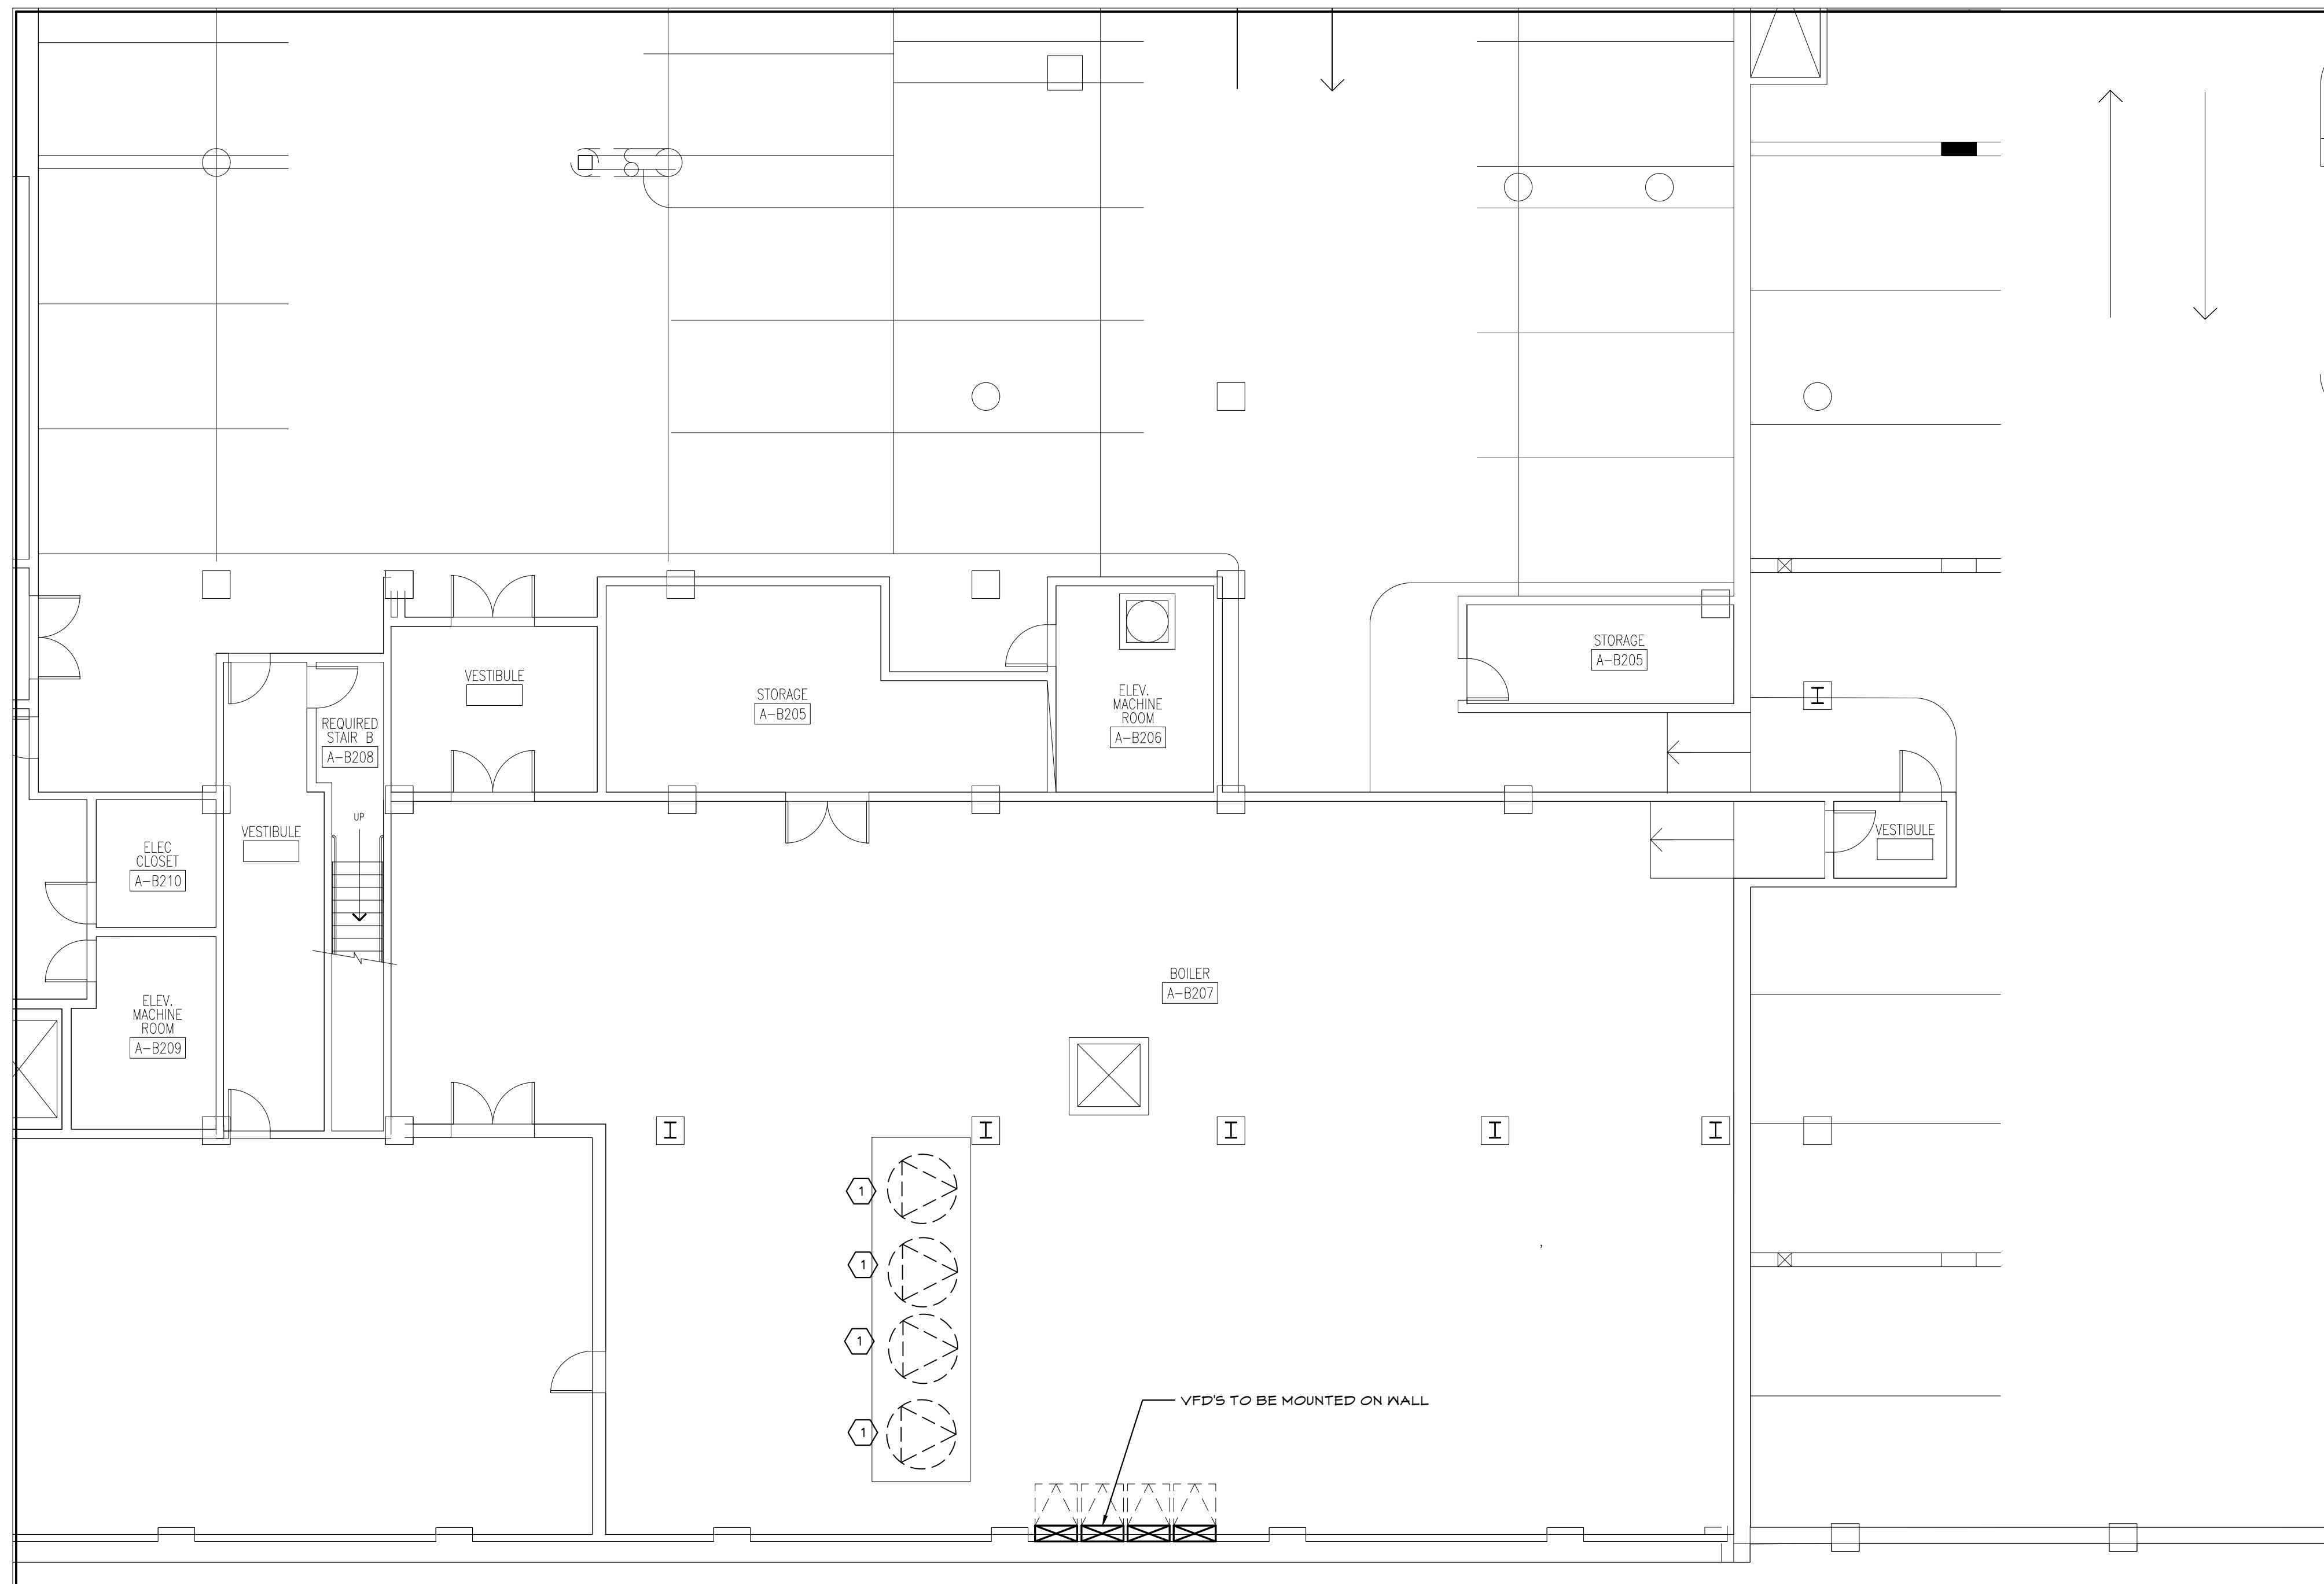 STORAGE
A-B205
VESTIBULE
STORAGE
A-B205
ELEV.
MACHINE
ROOM
A-B206
REQUIRED
STAIR B
A-B208
UP
VESTIBULE
VESTIBULE
ELEC
CLOSET
A-B210
BOILER
A-B207
ELEV.
MACHINE
ROOM
A-B209
1
1
1
VFD'S TO BE MOUNTED ON WALL
1